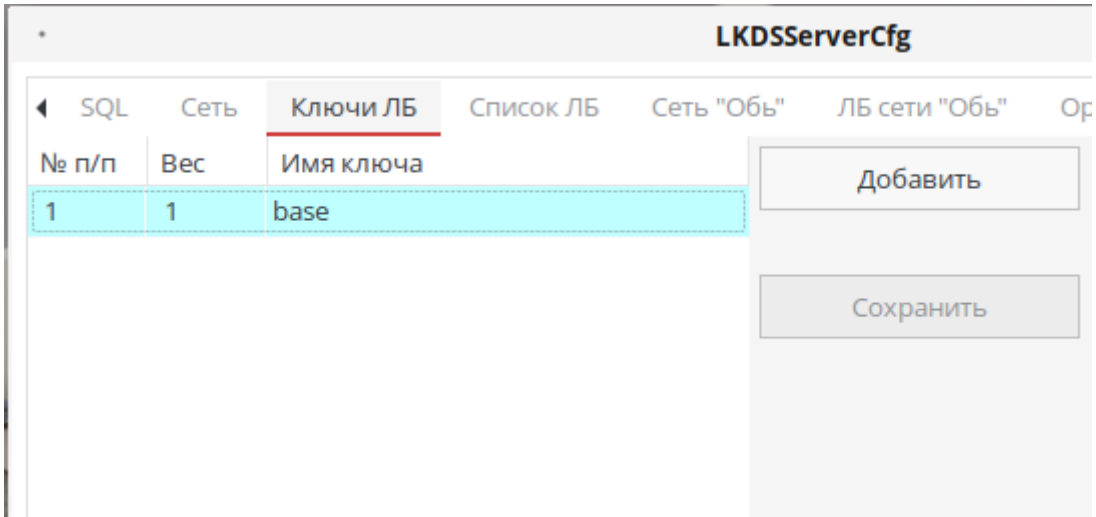 LKDSServerCfg
SQL Сеть Ключи ЛБ Список ЛБ Сеть "Обь" ЛБ сети "Обь" Ор
№ п/п Вес Имя ключа
Добавить
1 1 base
Сохранить